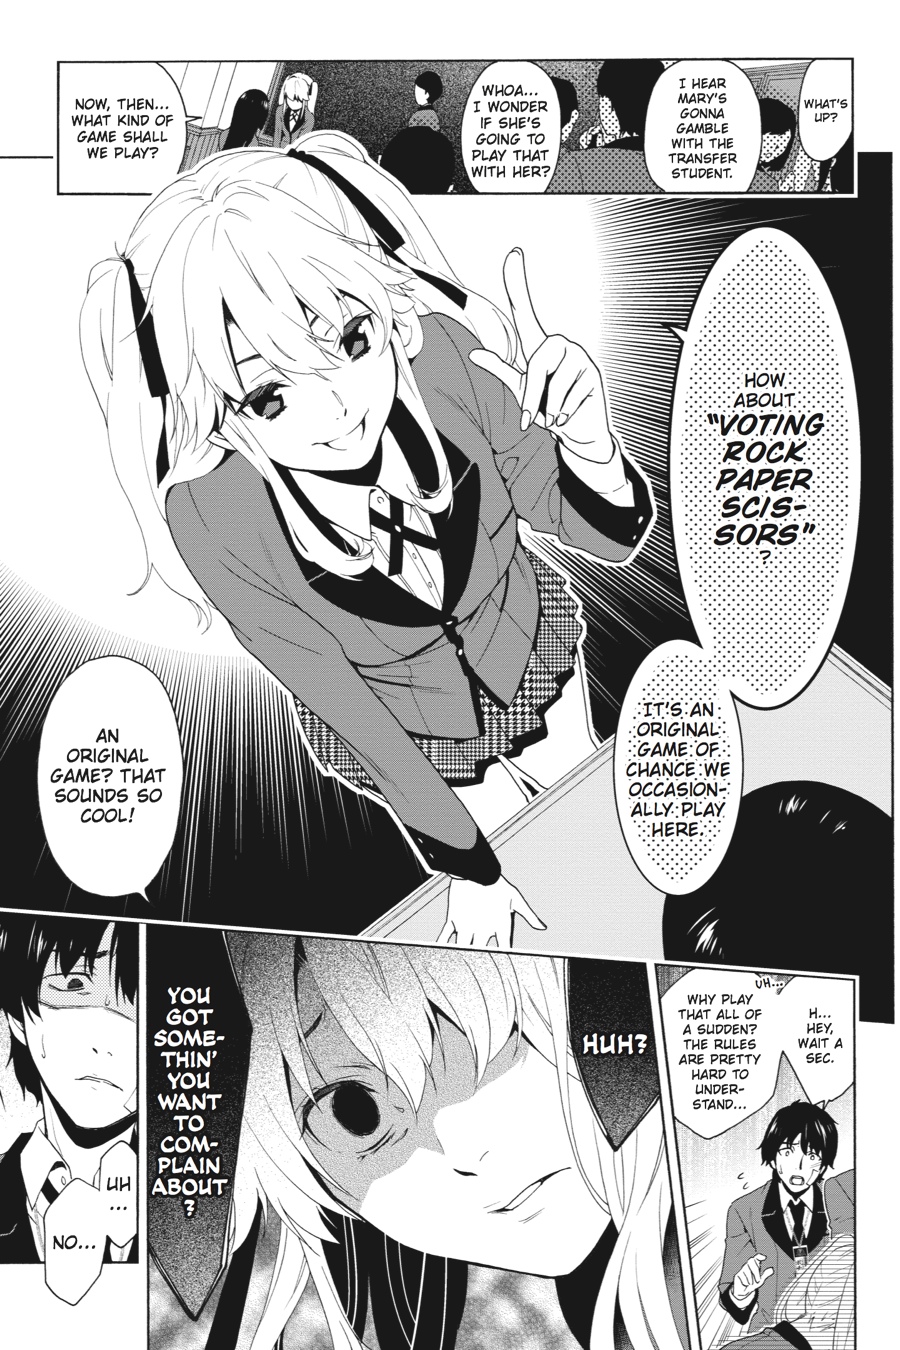 WHAT'S
UP?
I HEAR
MARY'S
GONNA
GAMBLE
WITH THE
TRANSFER
STUDENT.
WHOA...
I WONDER
IF SHE'S
GOING TO
PLAY THAT
WITH HER?
NOW, THEN...
WHAT KIND OF
GAME SHALL
WE PLAY?
HOW
ABOUT
"VOTING
ROCK
PAPER
SCIS-
SORS"
?
IT'S AN
ORIGINAL
GAME OF
CHANCE WE
OCCASION-
ALLY PLAY
HERE.
AN
ORIGINAL
GAME? THAT
SOUNDS SO
COOL!
H...
HEY,
WAIT A
SEC.
UH...
WHY PLAY
THAT ALL OF
A SUDDEN?
THE RULES
ARE PRETTY
HARD TO
UNDER-
STAND...
HUH?
YOU
GOT
SOME-
THIN'
YOU
WANT
TO
COM-
PLAIN
ABOUT
?
UH
...
NO...